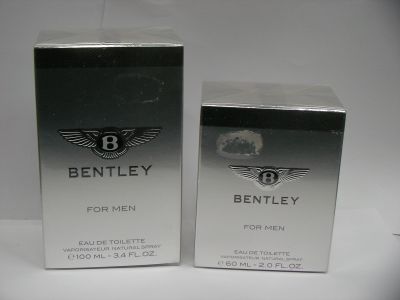 B
BENTLEY
FOR MEN
EAU DE TOILETTE
VAPORISATEUR NATURAL SPRAY
℮ 100 ML - 3.4 FL.OZ.
B
BENTLEY
FOR MEN
EAU DE TOILETTE
VAPORISATEUR NATURAL SPRAY
℮ 60 ML - 2.0 FL.OZ.